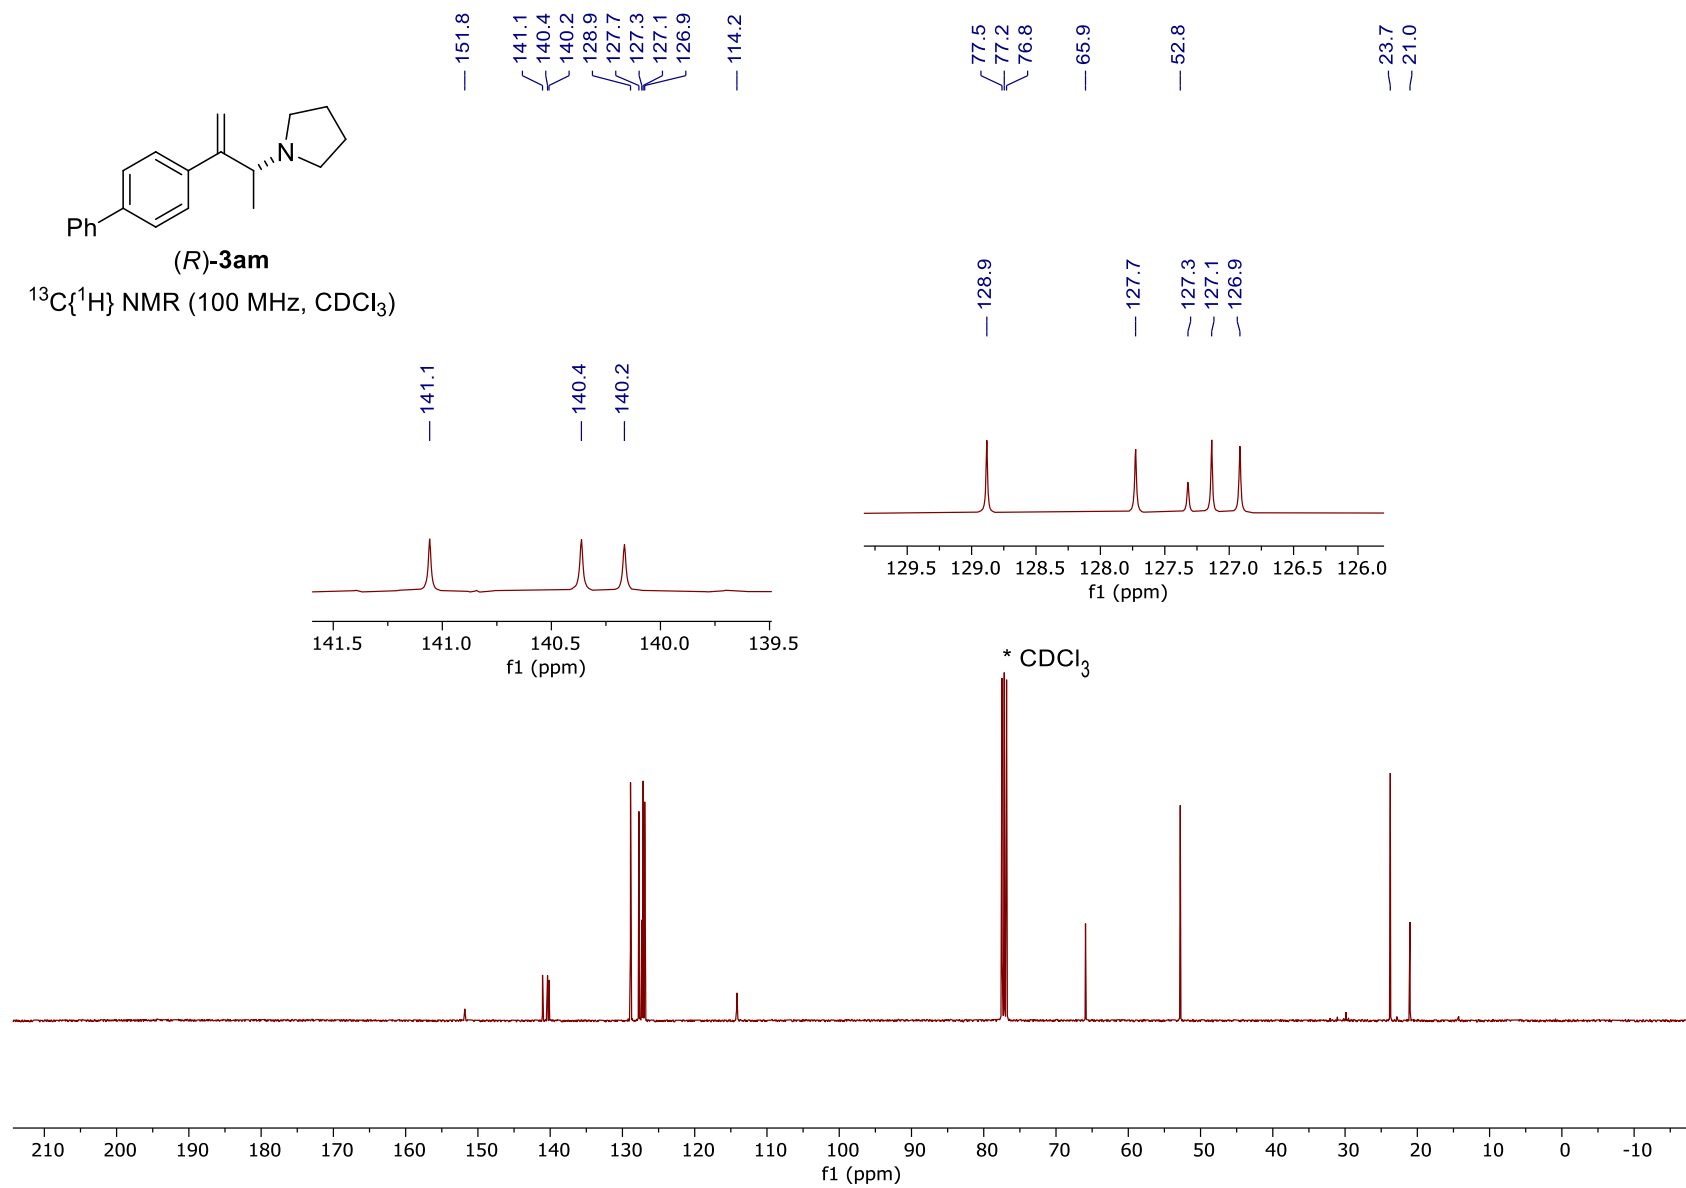 151.8
141.1
140.4
140.2
128.9
127.7
127.3
127.1
126.9
114.2
77.5
77.2
76.8
65.9
52.8
23.7
21.0
N
Ph
(R)-3am
¹³C{¹H} NMR (100 MHz, CDCl₃)
128.9
127.7
127.3
127.1
126.9
141.1
140.4
140.2
129.5 129.0 128.5 128.0 127.5 127.0 126.5 126.0
f1 (ppm)
141.5 141.0 140.5 140.0 139.5
f1 (ppm)
* CDCl₃
210 200 190 180 170 160 150 140 130 120 110 100 90 80 70 60 50 40 30 20 10 0 -10
f1 (ppm)